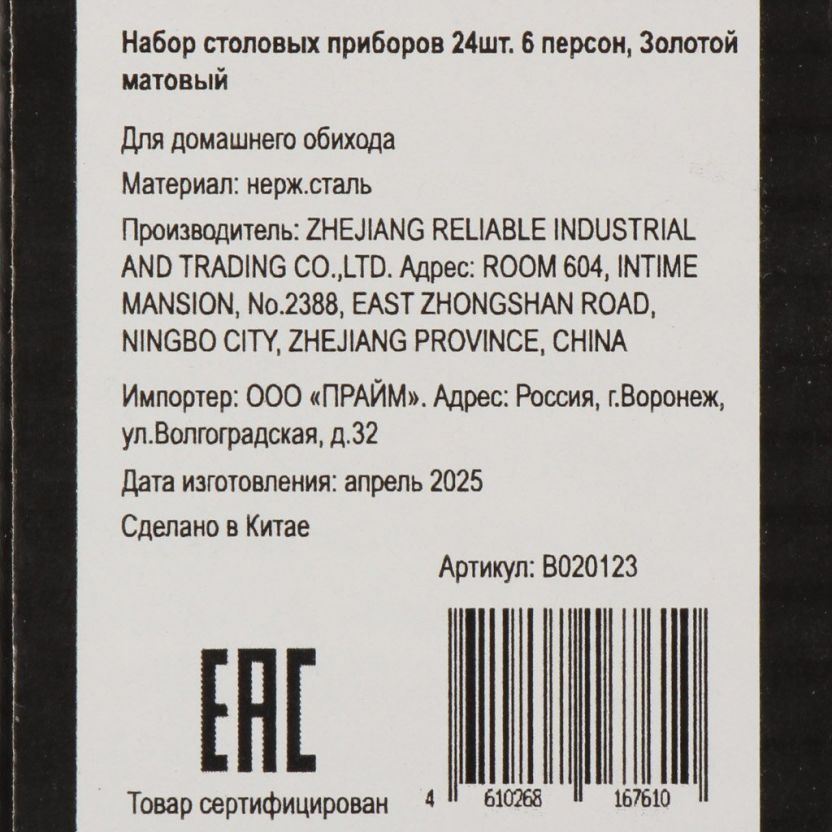 Набор столовых приборов 24шт. 6 персон, Золотой
матовый
Для домашнего обихода
Материал: нерж.сталь
Производитель: ZHEJIANG RELIABLE INDUSTRIAL
AND TRADING CO.,LTD. Адрес: ROOM 604, INTIME
MANSION, No.2388, EAST ZHONGSHAN ROAD,
NINGBO CITY, ZHEJIANG PROVINCE, CHINA
Импортер: ООО «ПРАЙМ». Адрес: Россия, г.Воронеж,
ул.Волгоградская, д.32
Дата изготовления: апрель 2025
Сделано в Китае
Артикул: B020123
EAC
Товар сертифицирован
4 610268 167610